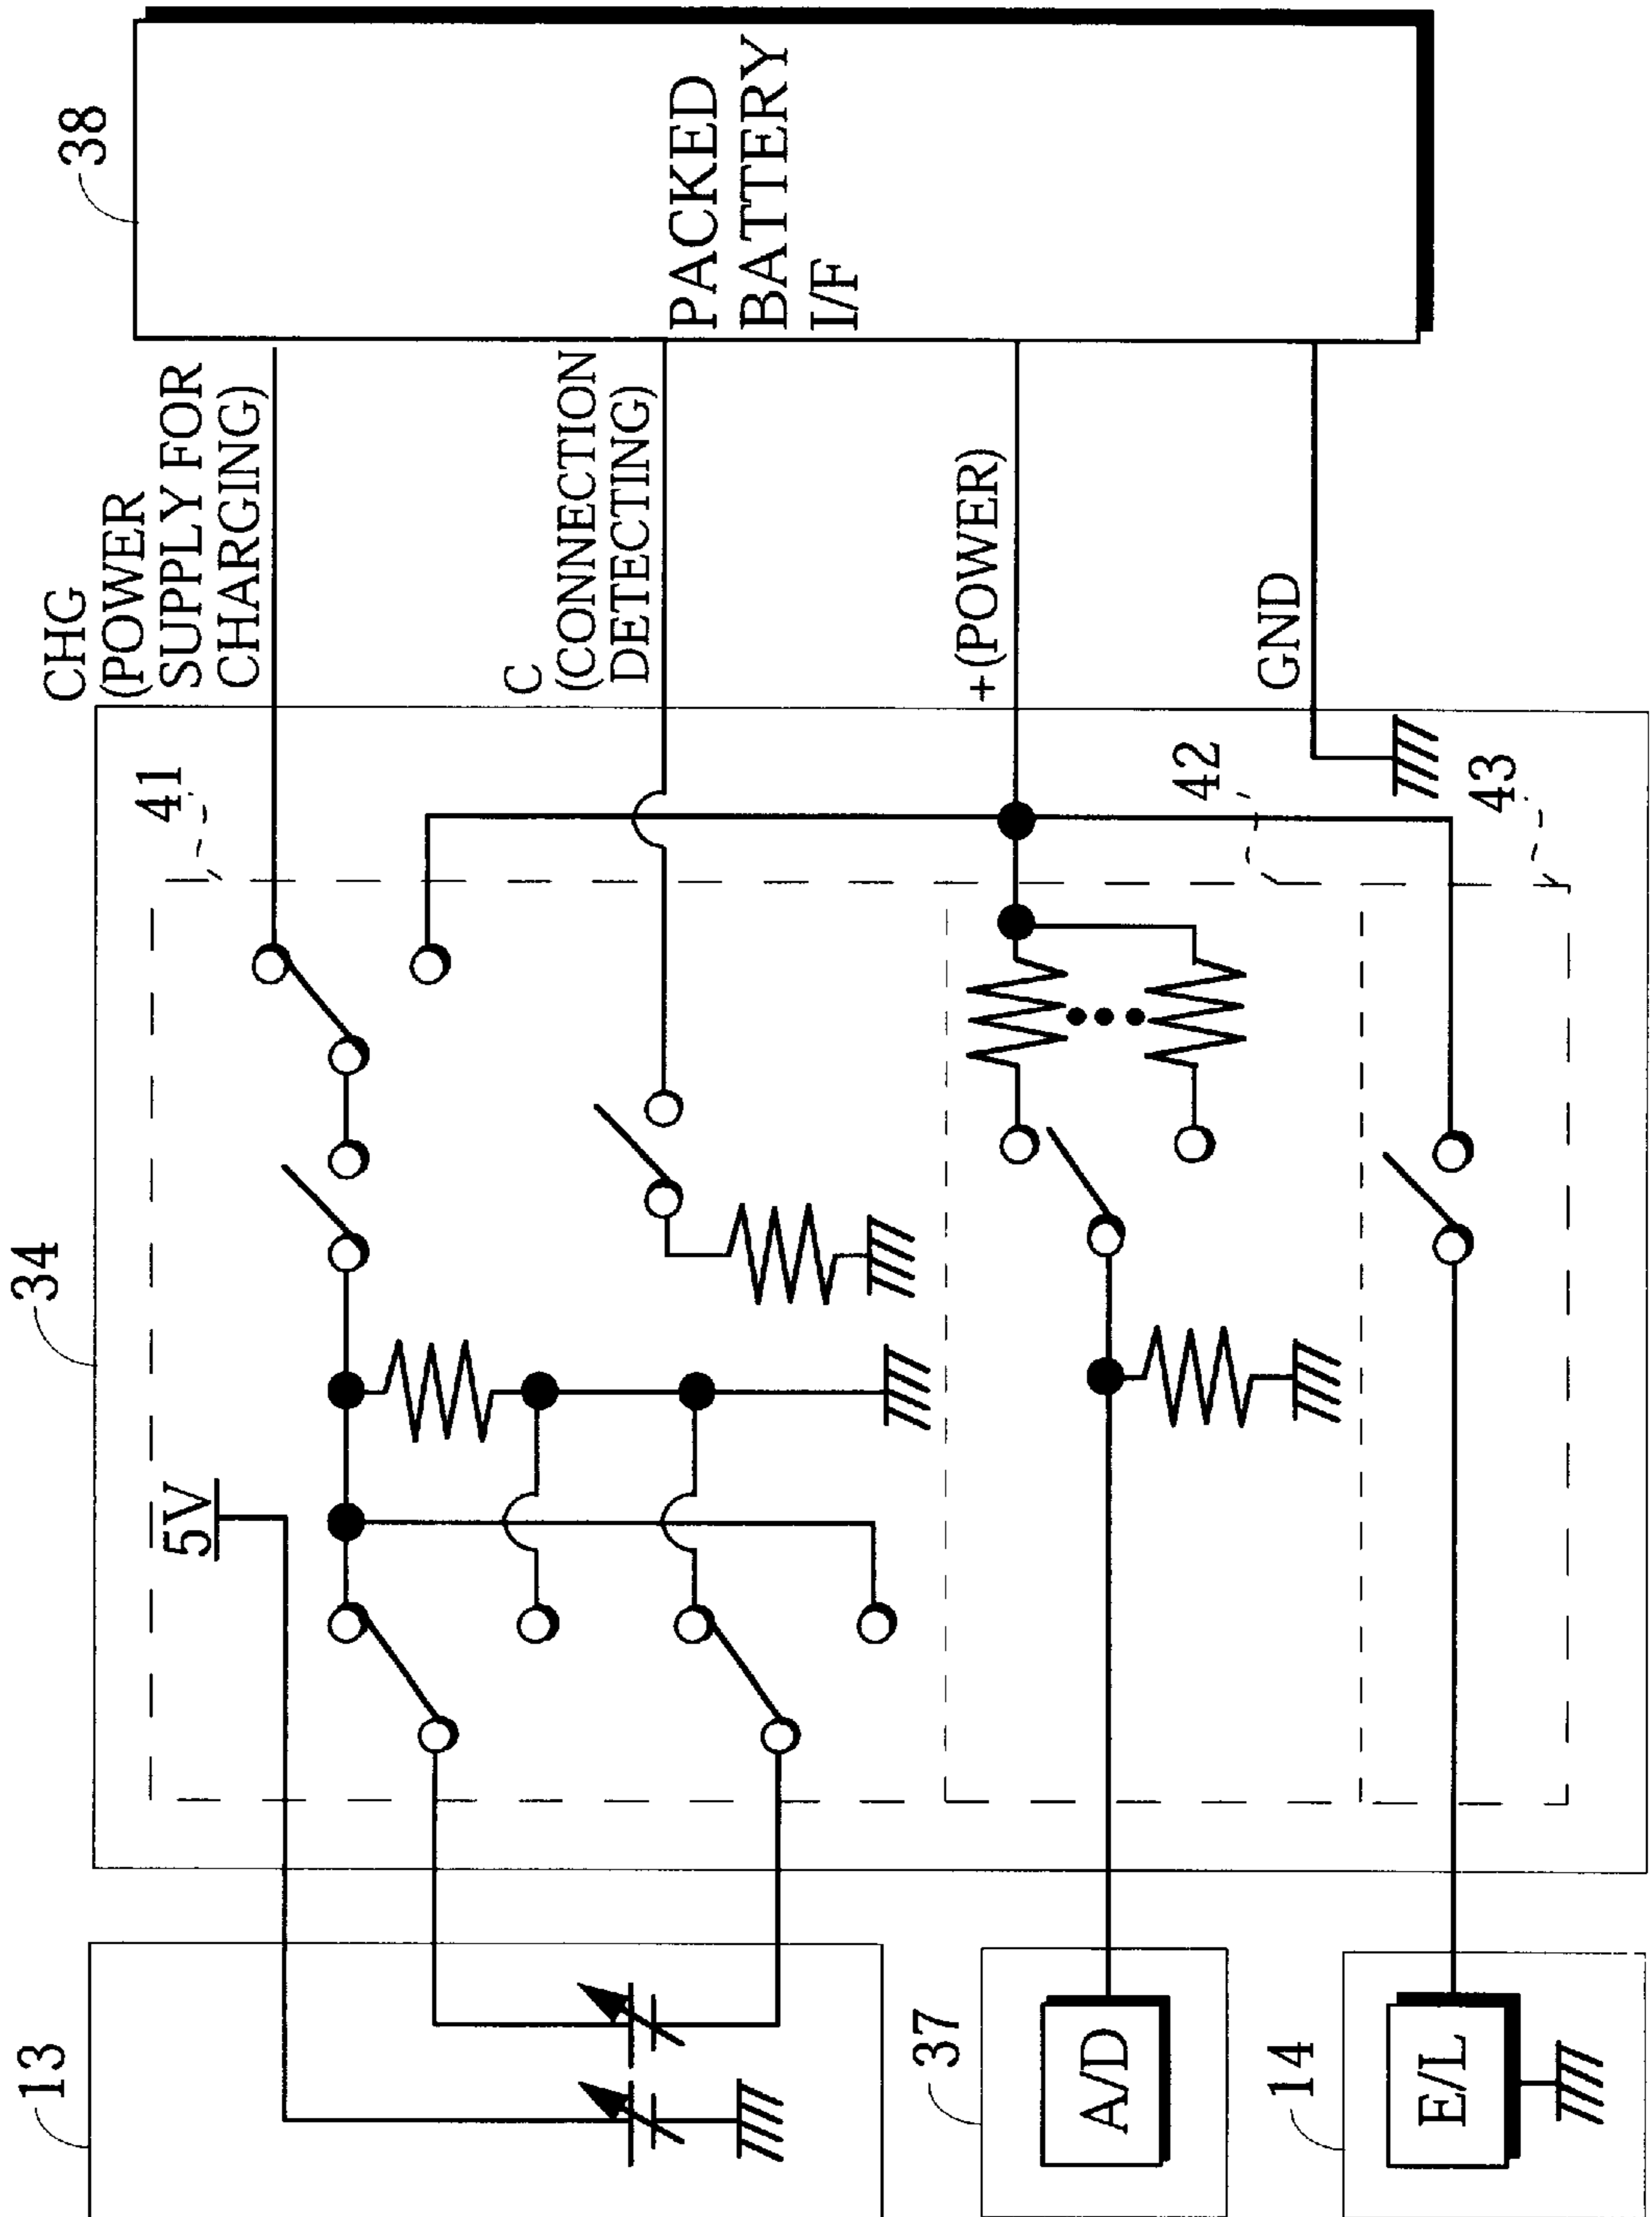 38
PACKED
BATTERY
I/F
CHG
(POWER
SUPPLY FOR
CHARGING)
C
(CONNECTION
DETECTING)
+(POWER)
GND
34
41
42
43
5V
13
37
A/D
14
E/L